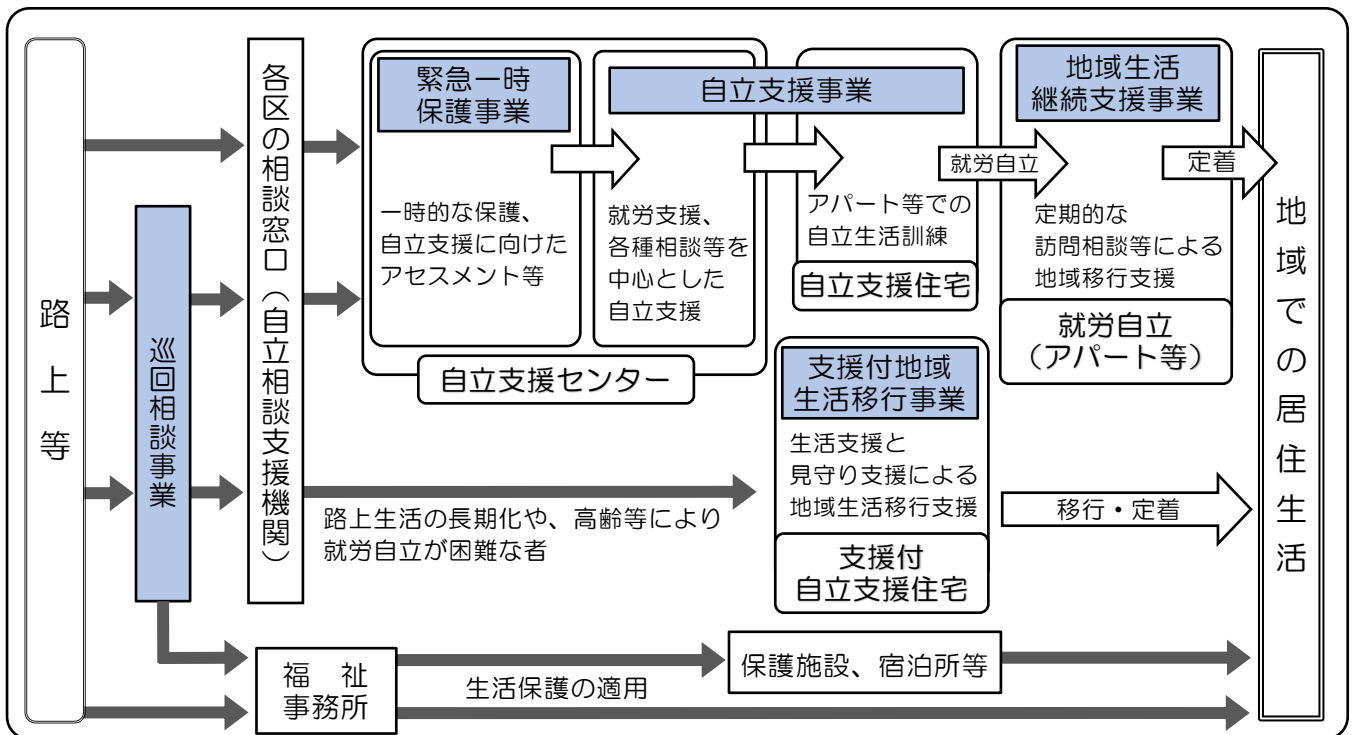 路上等
巡回相談事業
各区の相談窓口（自立相談支援機関）
緊急一時
保護事業
一時的な保護、
自立支援に向けた
アセスメント等
自立支援事業
就労支援、
各種相談等を
中心とした
自立支援
自立支援センター
アパート等での
自立生活訓練
自立支援住宅
就労自立
地域生活
継続支援事業
定期的な
訪問相談等による
地域移行支援
就労自立
（アパート等）
定着
路上生活の長期化や、高齢等により
就労自立が困難な者
支援付地域
生活移行事業
生活支援と
見守り支援による
地域生活移行支援
支援付
自立支援住宅
移行・定着
福　祉
事務所
生活保護の適用
保護施設、宿泊所等
地域での居住生活